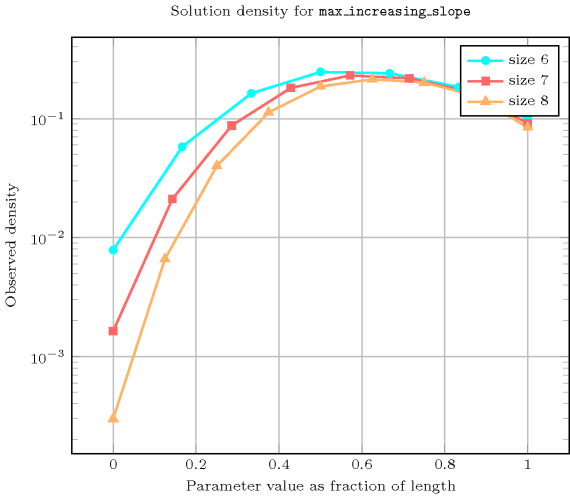 Solution density for max_increasing_slope
size 6
size 7
size 8
10^−1
10^−2
10^−3
Observed density
0 0.2 0.4 0.6 0.8 1
Parameter value as fraction of length